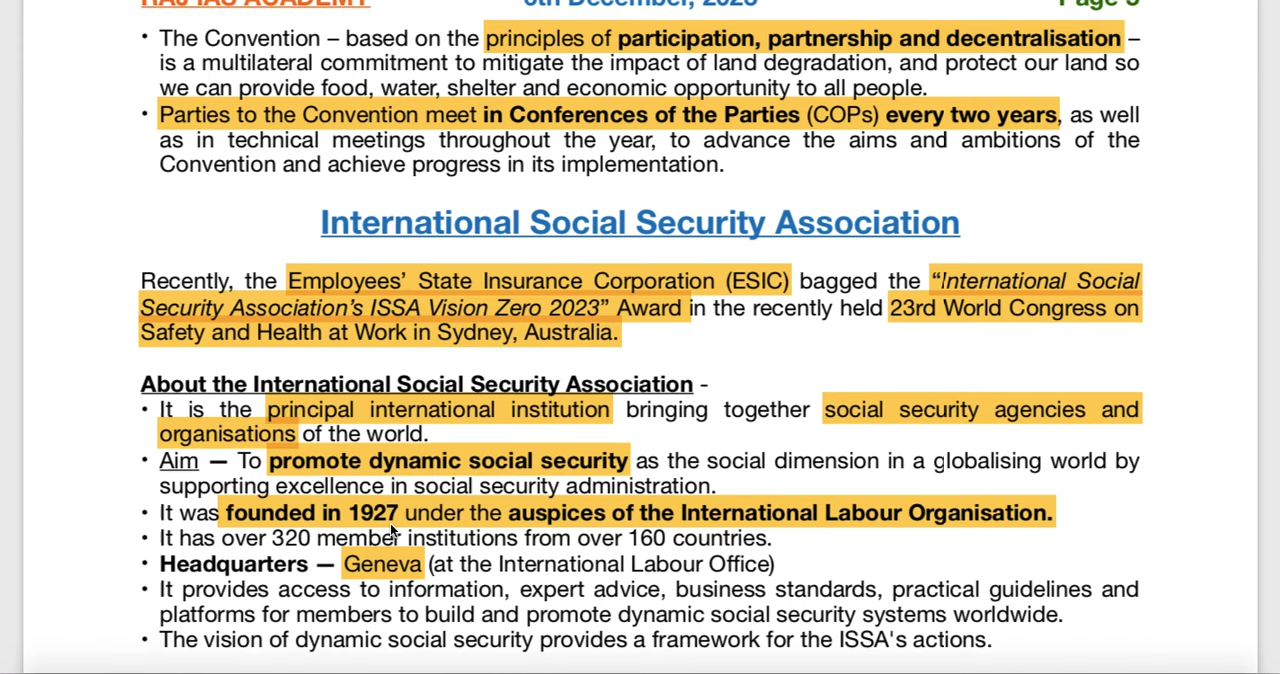 RAJ IAS ACADEMY 6th December, 2023 Page 3
• The Convention – based on the principles of participation, partnership and decentralisation –
is a multilateral commitment to mitigate the impact of land degradation, and protect our land so
we can provide food, water, shelter and economic opportunity to all people.
• Parties to the Convention meet in Conferences of the Parties (COPs) every two years, as well
as in technical meetings throughout the year, to advance the aims and ambitions of the
Convention and achieve progress in its implementation.
International Social Security Association
Recently, the Employees’ State Insurance Corporation (ESIC) bagged the “International Social
Security Association’s ISSA Vision Zero 2023” Award in the recently held 23rd World Congress on
Safety and Health at Work in Sydney, Australia.
About the International Social Security Association -
• It is the principal international institution bringing together social security agencies and
organisations of the world.
• Aim — To promote dynamic social security as the social dimension in a globalising world by
supporting excellence in social security administration.
• It was founded in 1927 under the auspices of the International Labour Organisation.
• It has over 320 member institutions from over 160 countries.
• Headquarters — Geneva (at the International Labour Office)
• It provides access to information, expert advice, business standards, practical guidelines and
platforms for members to build and promote dynamic social security systems worldwide.
• The vision of dynamic social security provides a framework for the ISSA's actions.